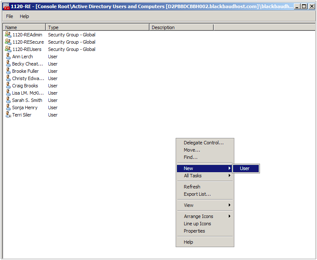 1120-RE - [Console Root\Active Directory Users and Computers [D2PMBOCRBH002.blackbaudhost.com]\blackbaudh...
File Help
Name Type Description
1120-READmin Security Group - Global
1120-RESecure Security Group - Global
1120-REUsers Security Group - Global
Ann Lerch User
Becky Cheat... User
Brooke Fuller User
Christy Edwa... User
Craig Brooks User
Lisa LM. McKi... User
Sarah S. Smith User
Sonja Henry User
Terri Siler User
Delegate Control...
Move...
Find...
New User
All Tasks
Refresh
Export List...
View
Arrange Icons
Line up Icons
Properties
Help